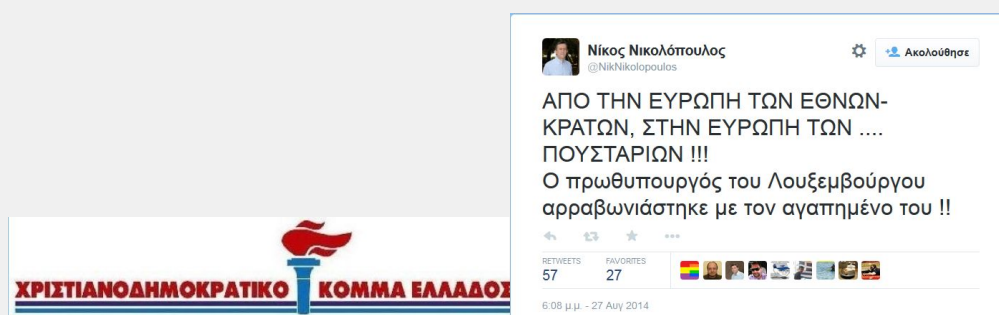 Νίκος Νικολόπουλος
@NikNikolopoulos
Ακολούθησε
ΑΠΟ ΤΗΝ ΕΥΡΩΠΗ ΤΩΝ ΕΘΝΩΝ-
ΚΡΑΤΩΝ, ΣΤΗΝ ΕΥΡΩΠΗ ΤΩΝ ....
ΠΟΥΣΤΑΡΙΩΝ !!!
Ο πρωθυπουργός του Λουξεμβούργου
αρραβωνιάστηκε με τον αγαπημένο του !!
RETWEETS FAVORITES
57 27
6:08 μ.μ. - 27 Αυγ 2014
ΧΡΙΣΤΙΑΝΟΔΗΜΟΚΡΑΤΙΚΟ ΚΟΜΜΑ ΕΛΛΑΔΟΣ